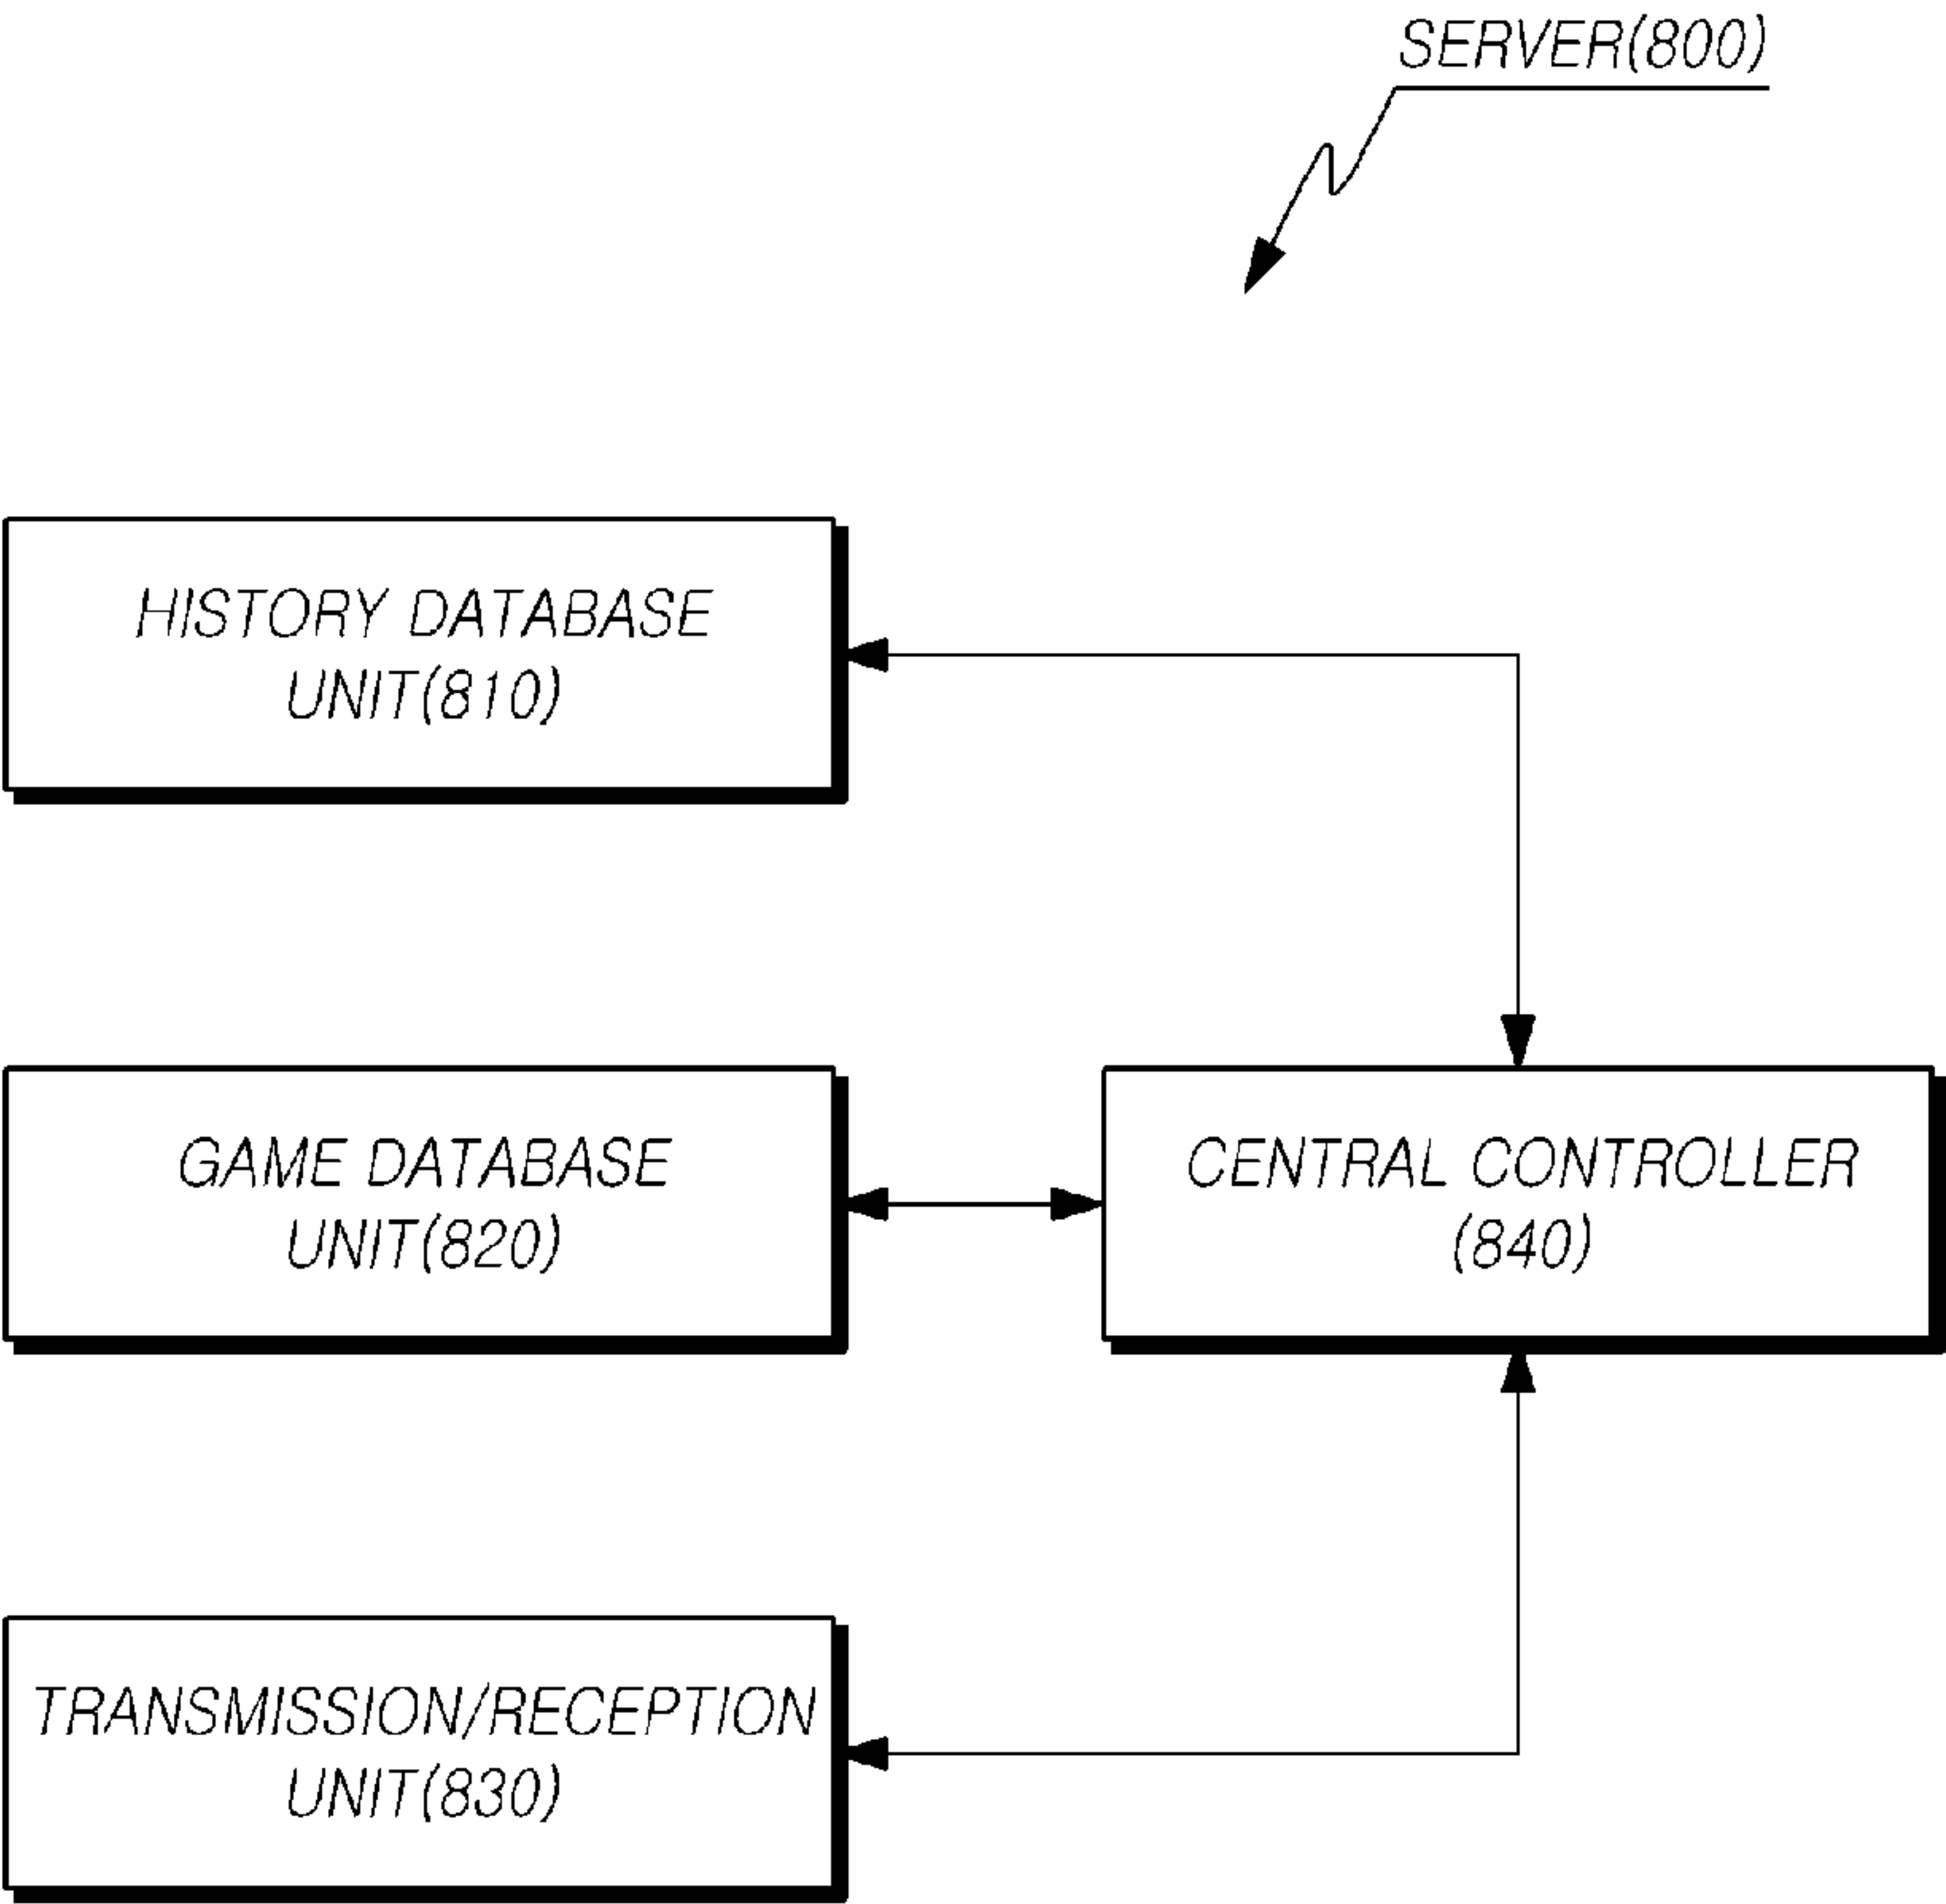 SERVER(800)
HISTORY DATABASE
UNIT(810)
GAME DATABASE
UNIT(820)
CENTRAL CONTROLLER
(840)
TRANSMISSION/RECEPTION
UNIT(830)